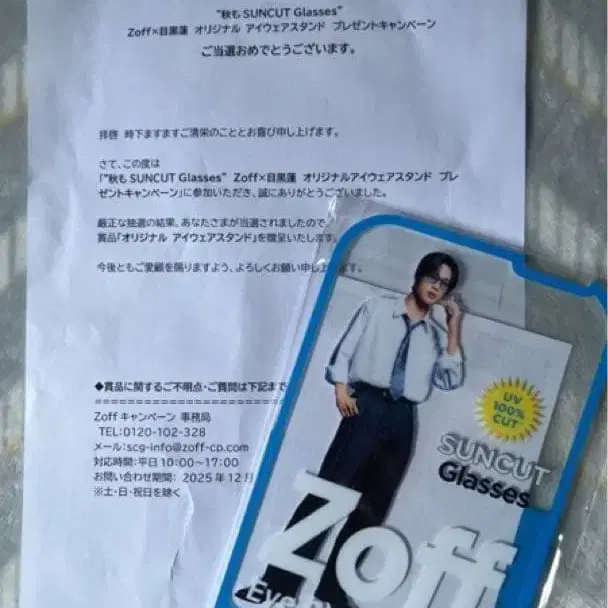 "秋も SUNCUT Glasses"
Zoff×目黒蓮 オリジナル アイウェアスタンド プレゼントキャンペーン
ご当選おめでとうございます。
拝啓 時下ますますご清栄のこととお喜び申し上げます。
さて、この度は
「"秋も SUNCUT Glasses" Zoff×目黒蓮 オリジナルアイウェアスタンド プレ
ゼントキャンペーン」に参加いただき、誠にありがとうございました。
厳正な抽選の結果、あなたさまが当選されましたので、
賞品「オリジナル アイウェアスタンド」を贈呈いたします。
今後ともご愛顧を賜りますよう、よろしくお願い申し上げます。
◆賞品に関するご不明点・ご質問は下記まで
Zoff キャンペーン 事務局
TEL:0120-102-328
メール:scg-info@zoff-cp.com
対応時間:平日10:00~17:00
お問い合わせ期間: 2025年12月
※土・日・祝日を除く
UV
100%
CUT
SUNCUT
Glasses
Zoff